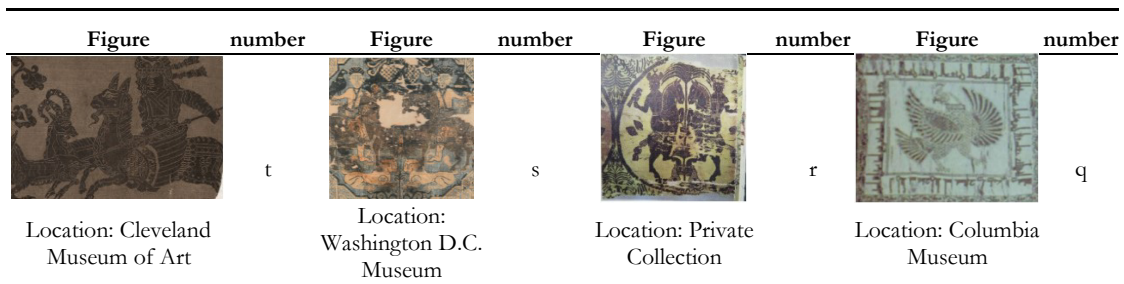 Figure number Figure number Figure number Figure number
t s r q
Location: Cleveland
Museum of Art
Location:
Washington D.C.
Museum
Location: Private
Collection
Location: Columbia
Museum